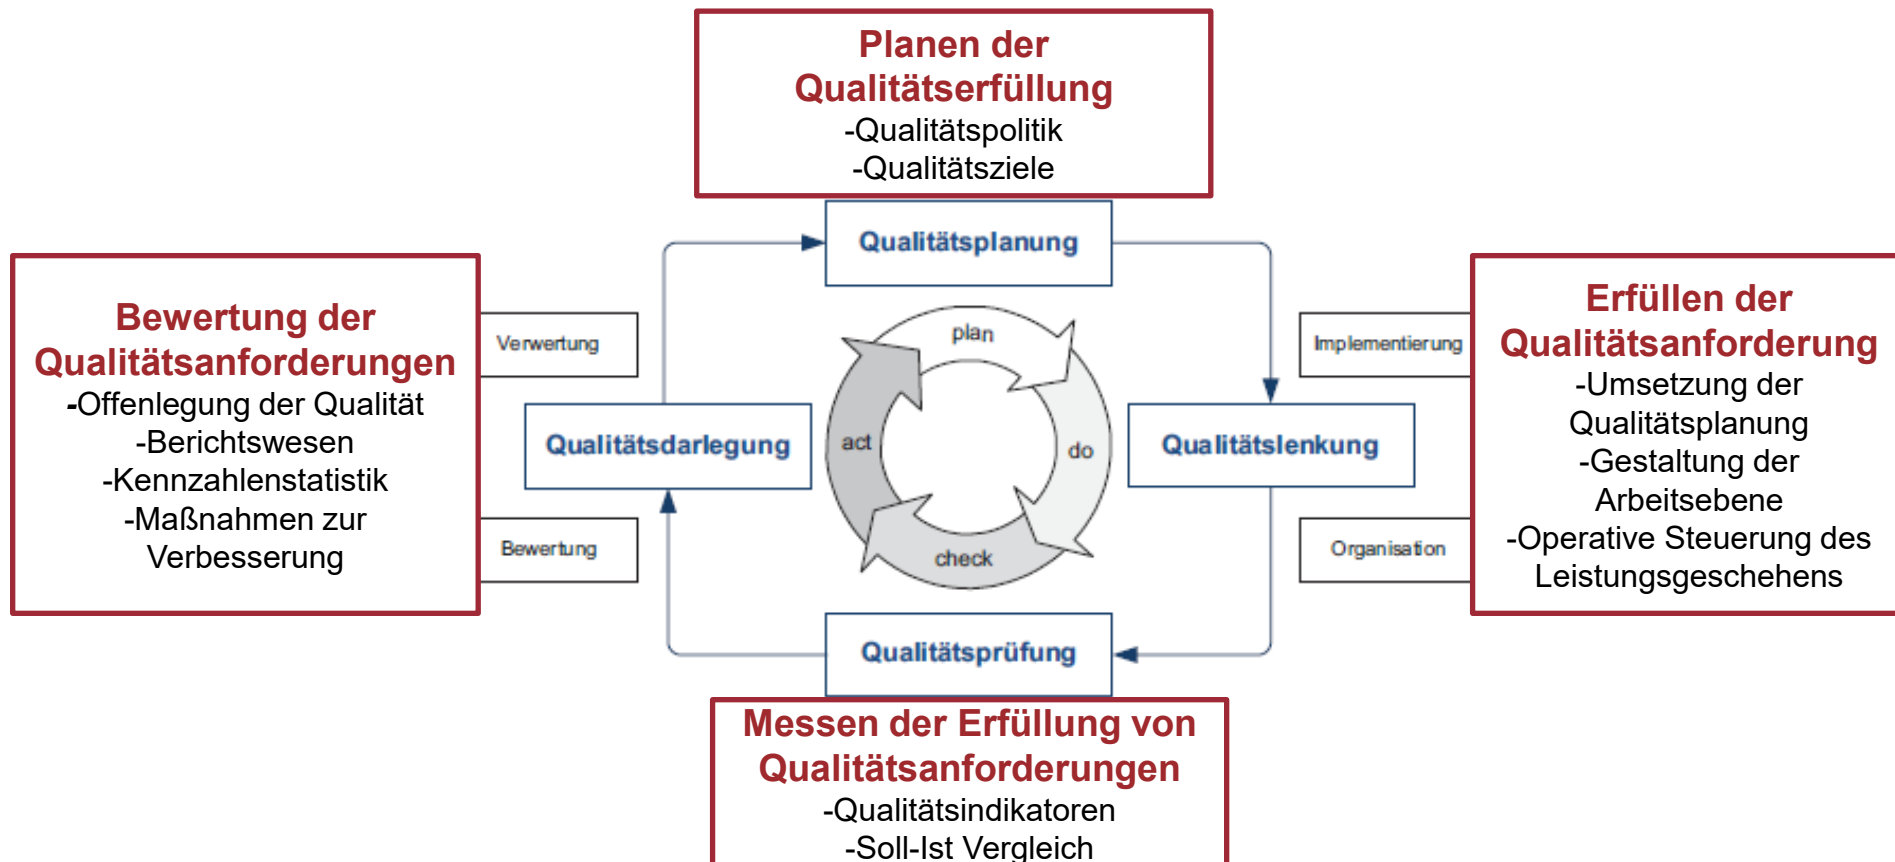 Planen der
Qualitätserfüllung
-Qualitätspolitik
-Qualitätsziele
Qualitätsplanung
Bewertung der
Qualitätsanforderungen
-Offenlegung der Qualität
-Berichtswesen
-Kennzahlenstatistik
-Maßnahmen zur
Verbesserung
Verwertung
Bewertung
Qualitätsdarlegung
plan
do
check
act
Qualitätslenkung
Implementierung
Organisation
Erfüllen der
Qualitätsanforderung
-Umsetzung der
Qualitätsplanung
-Gestaltung der
Arbeitsebene
-Operative Steuerung des
Leistungsgeschehens
Qualitätsprüfung
Messen der Erfüllung von
Qualitätsanforderungen
-Qualitätsindikatoren
-Soll-Ist Vergleich